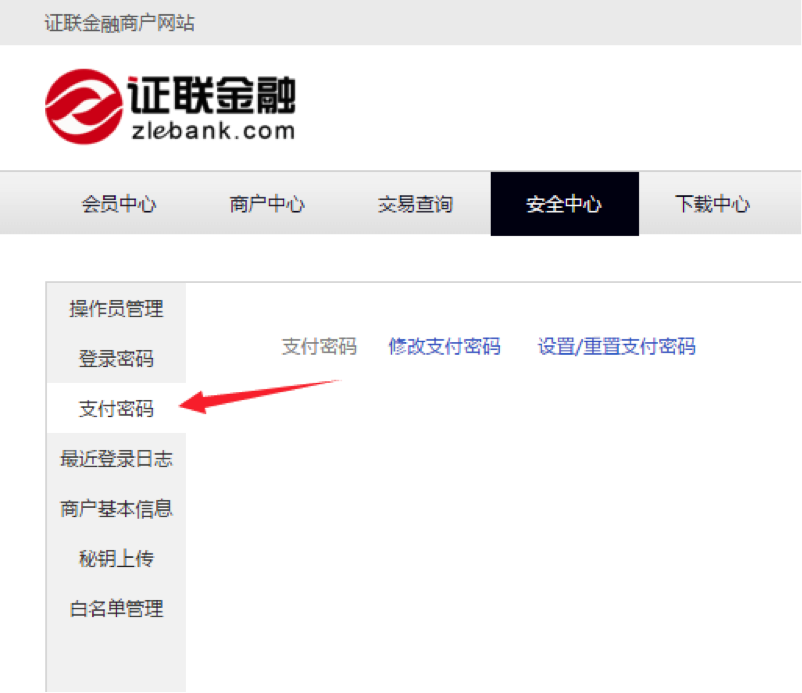 证联金融商户网站
证联金融
zlebank.com
会员中心 商户中心 交易查询 安全中心 下载中心
操作员管理
登录密码
支付密码
最近登录日志
商户基本信息
秘钥上传
白名单管理
支付密码 修改支付密码 设置/重置支付密码